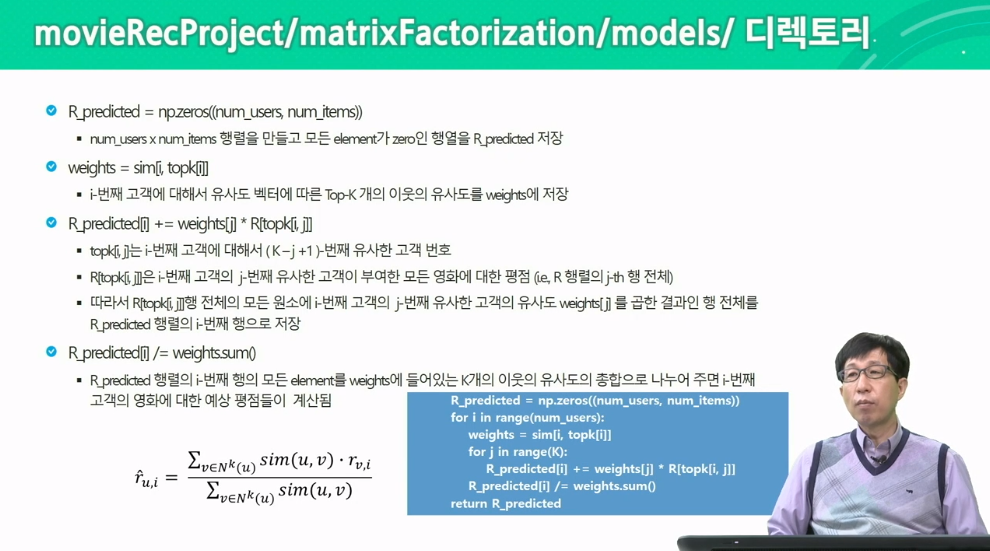 movieRecProject/matrixFactorization/models/ 디렉토리
R_predicted = np.zeros((num_users, num_items))
num_users x num_items 행렬을 만들고 모든 element가 zero인 행열을 R_predicted 저장
weights = sim[i, topk[i]]
i-번째 고객에 대해서 유사도 벡터에 따른 Top-K 개의 이웃의 유사도를 weights에 저장
R_predicted[i] += weights[j] * R[topk[i, j]]
topk[i, j]는 i-번째 고객에 대해서 ( K – j +1 )-번째 유사한 고객 번호
R[topk[i, j]]은 i-번째 고객의 j-번째 유사한 고객이 부여한 모든 영화에 대한 평점 (i.e, R 행렬의 j-th 행 전체)
따라서 R[topk[i, j]]행 전체의 모든 원소에 i-번째 고객의 j-번째 유사한 고객의 유사도 weights[ j ] 를 곱한 결과인 행 전체를
R_predicted 행렬의 i-번째 행으로 저장
R_predicted[i] /= weights.sum()
R_predicted 행렬의 i-번째 행의 모든 element를 weights에 들어있는 K개의 이웃의 유사도의 총합으로 나누어 주면 i-번째
고객의 영화에 대한 예상 평점들이 계산됨
R_predicted = np.zeros((num_users, num_items))
for i in range(num_users):
weights = sim[i, topk[i]]
for j in range(K):
R_predicted[i] += weights[j] * R[topk[i, j]]
R_predicted[i] /= weights.sum()
return R_predicted
r̂u,i = ∑v∈Nᵏ(u) sim(u, v) · rv,i
∑v∈Nᵏ(u) sim(u, v)